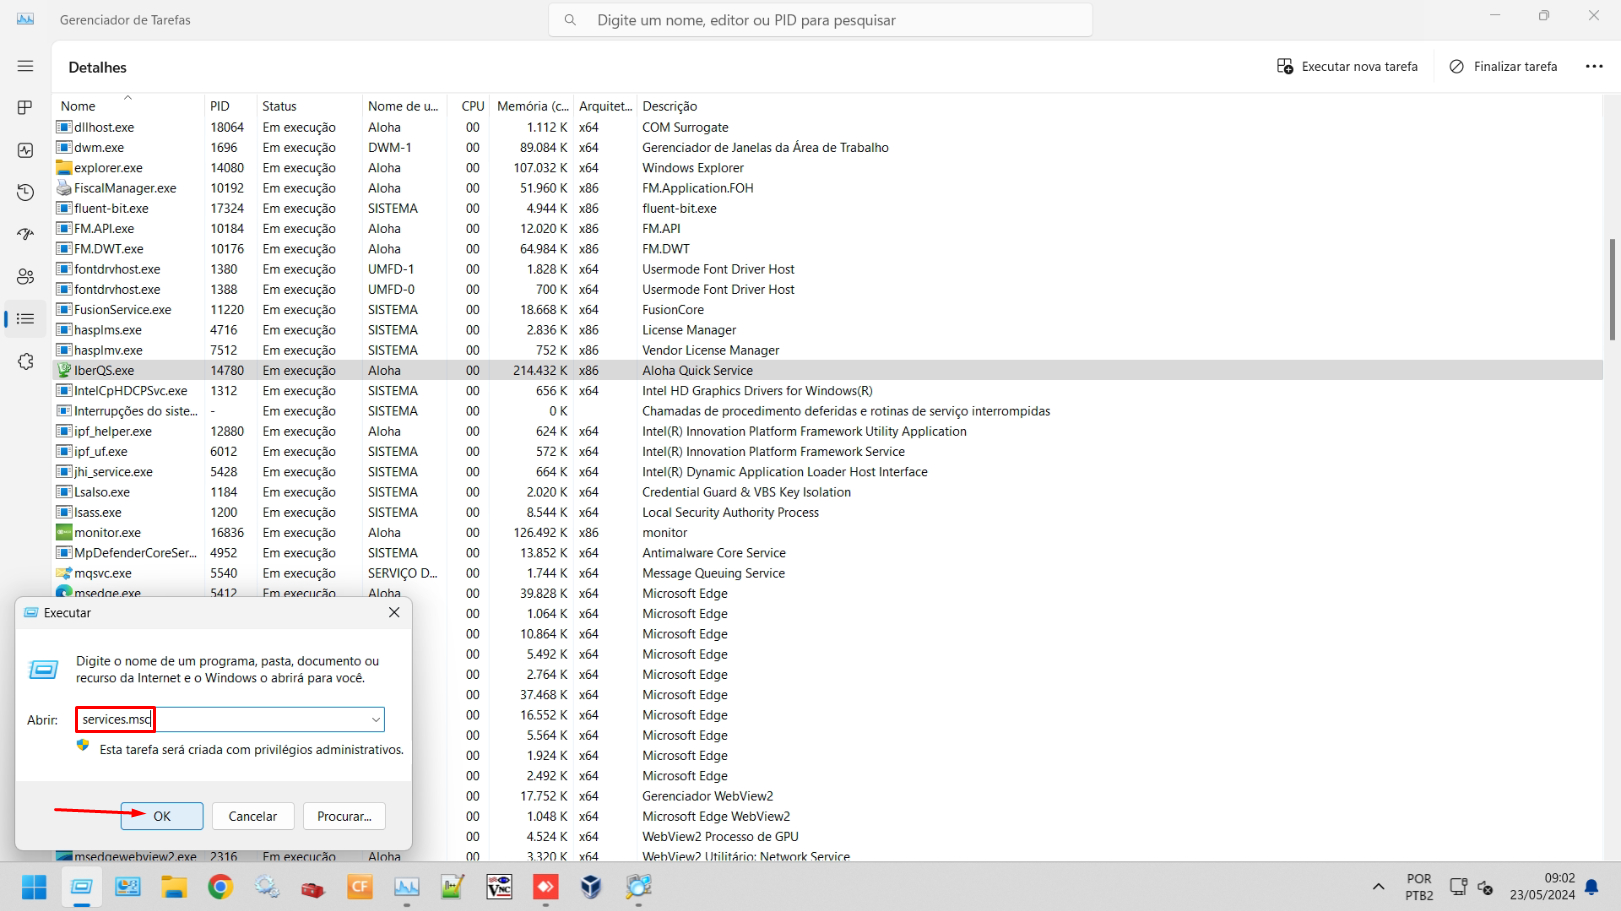 Gerenciador de Tarefas
Digite um nome, editor ou PID para pesquisar
Detalhes
Executar nova tarefa
Finalizar tarefa
Nome PID Status Nome de u... CPU Memória (c... Arquitet... Descrição
dllhost.exe 18064 Em execução Aloha 00 1.112 K x64 COM Surrogate
dwm.exe 1696 Em execução DWM-1 00 89.084 K x64 Gerenciador de Janelas da Área de Trabalho
explorer.exe 14080 Em execução Aloha 00 107.032 K x64 Windows Explorer
FiscalManager.exe 10192 Em execução Aloha 00 51.960 K x86 FM.Application.FOH
fluent-bit.exe 17324 Em execução SISTEMA 00 4.944 K x86 fluent-bit.exe
FM.API.exe 10184 Em execução Aloha 00 12.020 K x86 FM.API
FM.DWT.exe 10176 Em execução Aloha 00 64.984 K x86 FM.DWT
fontdrvhost.exe 1380 Em execução UMFD-1 00 1.828 K x64 Usermode Font Driver Host
fontdrvhost.exe 1388 Em execução UMFD-0 00 700 K x64 Usermode Font Driver Host
FusionService.exe 11220 Em execução SISTEMA 00 18.668 K x64 FusionCore
hasplms.exe 4716 Em execução SISTEMA 00 2.836 K x86 License Manager
hasplmv.exe 7512 Em execução SISTEMA 00 752 K x86 Vendor License Manager
IberQS.exe 14780 Em execução Aloha 00 214.432 K x86 Aloha Quick Service
IntelCpHDCPSvc.exe 1312 Em execução SISTEMA 00 656 K x64 Intel HD Graphics Drivers for Windows(R)
Interrupções do siste... - Em execução SISTEMA 00 0 K Chamadas de procedimento deferidas e rotinas de serviço interrompidas
ipf_helper.exe 12880 Em execução Aloha 00 624 K x64 Intel(R) Innovation Platform Framework Utility Application
ipf_uf.exe 6012 Em execução SISTEMA 00 572 K x64 Intel(R) Innovation Platform Framework Service
jhi_service.exe 5428 Em execução SISTEMA 00 664 K x64 Intel(R) Dynamic Application Loader Host Interface
LsaIso.exe 1184 Em execução SISTEMA 00 2.020 K x64 Credential Guard & VBS Key Isolation
lsass.exe 1200 Em execução SISTEMA 00 8.544 K x64 Local Security Authority Process
monitor.exe 16836 Em execução Aloha 00 126.492 K x86 monitor
MpDefenderCoreSer... 4952 Em execução SISTEMA 00 13.852 K x64 Antimalware Core Service
mqsvc.exe 5540 Em execução SERVIÇO D... 00 1.744 K x64 Message Queuing Service
msedge.exe 5412 Em execução Aloha 00 39.828 K x64 Microsoft Edge
00 1.064 K x64 Microsoft Edge
00 10.864 K x64 Microsoft Edge
00 5.492 K x64 Microsoft Edge
00 2.764 K x64 Microsoft Edge
00 37.468 K x64 Microsoft Edge
00 16.552 K x64 Microsoft Edge
00 5.564 K x64 Microsoft Edge
00 1.924 K x64 Microsoft Edge
00 2.492 K x64 Microsoft Edge
00 17.752 K x64 Gerenciador WebView2
00 1.048 K x64 Microsoft Edge WebView2
00 4.524 K x64 WebView2 Processo de GPU
msedgewebview2.exe 2316 Em execução Aloha 00 3.320 K x64 WebView2 Utilitário: Network Service
Executar
Digite o nome de um programa, pasta, documento ou
recurso da Internet e o Windows o abrirá para você.
Abrir: services.msc
Esta tarefa será criada com privilégios administrativos.
OK Cancelar Procurar...
CF
VNC
POR
PTB2
09:02
23/05/2024